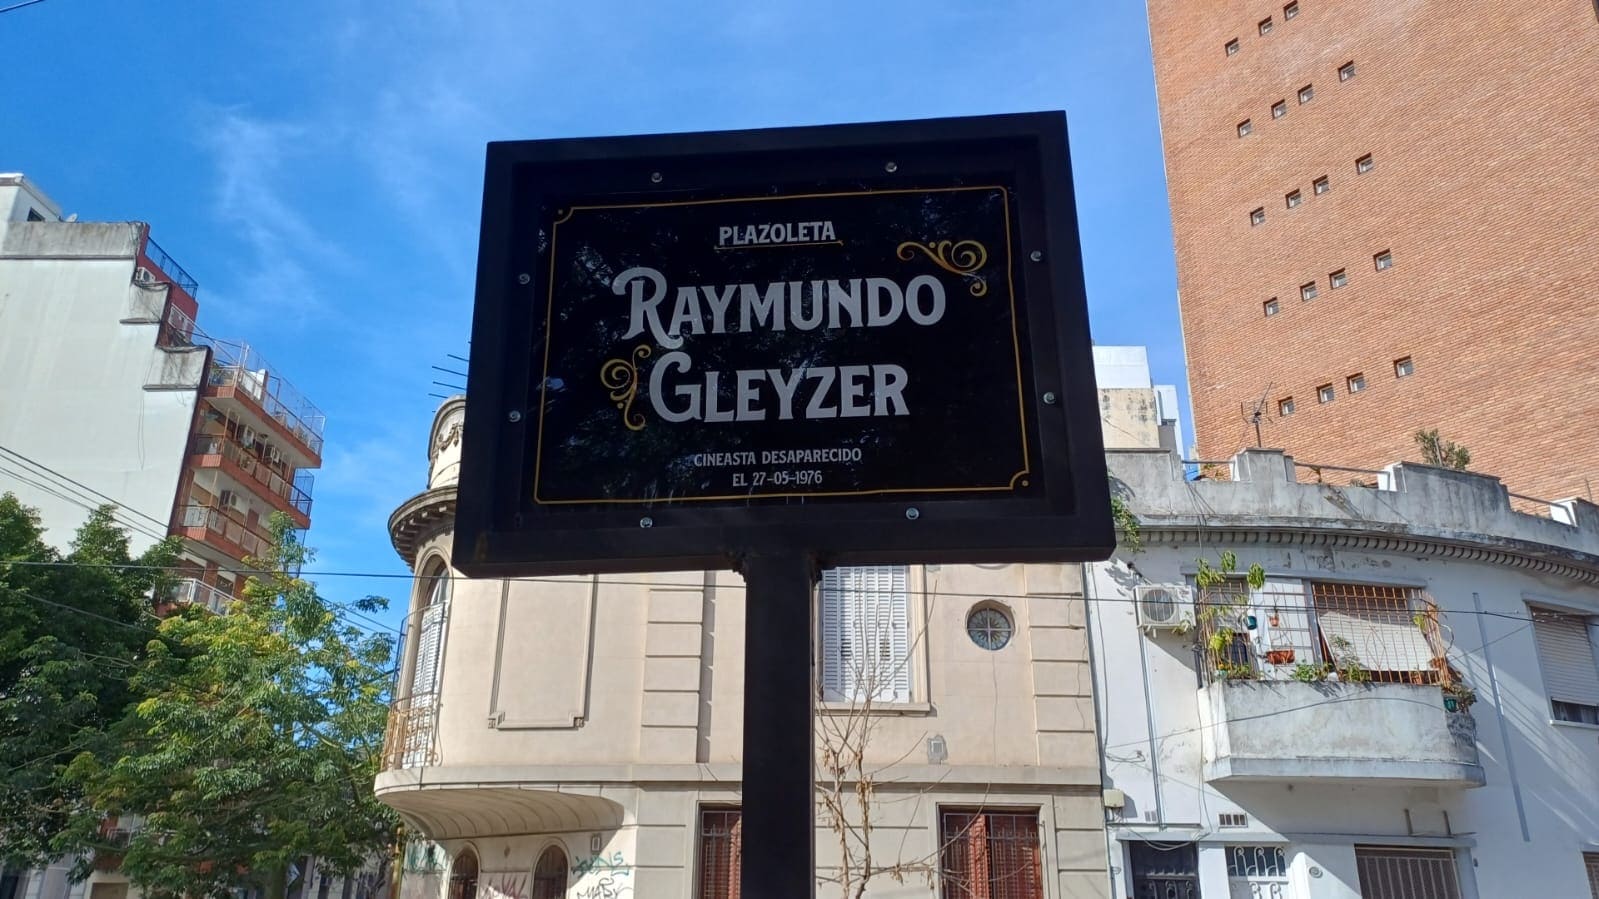 PLAZOLETA
RAYMUNDO
GLEYZER
CINEASTA DESAPARECIDO
EL 27-05-1976